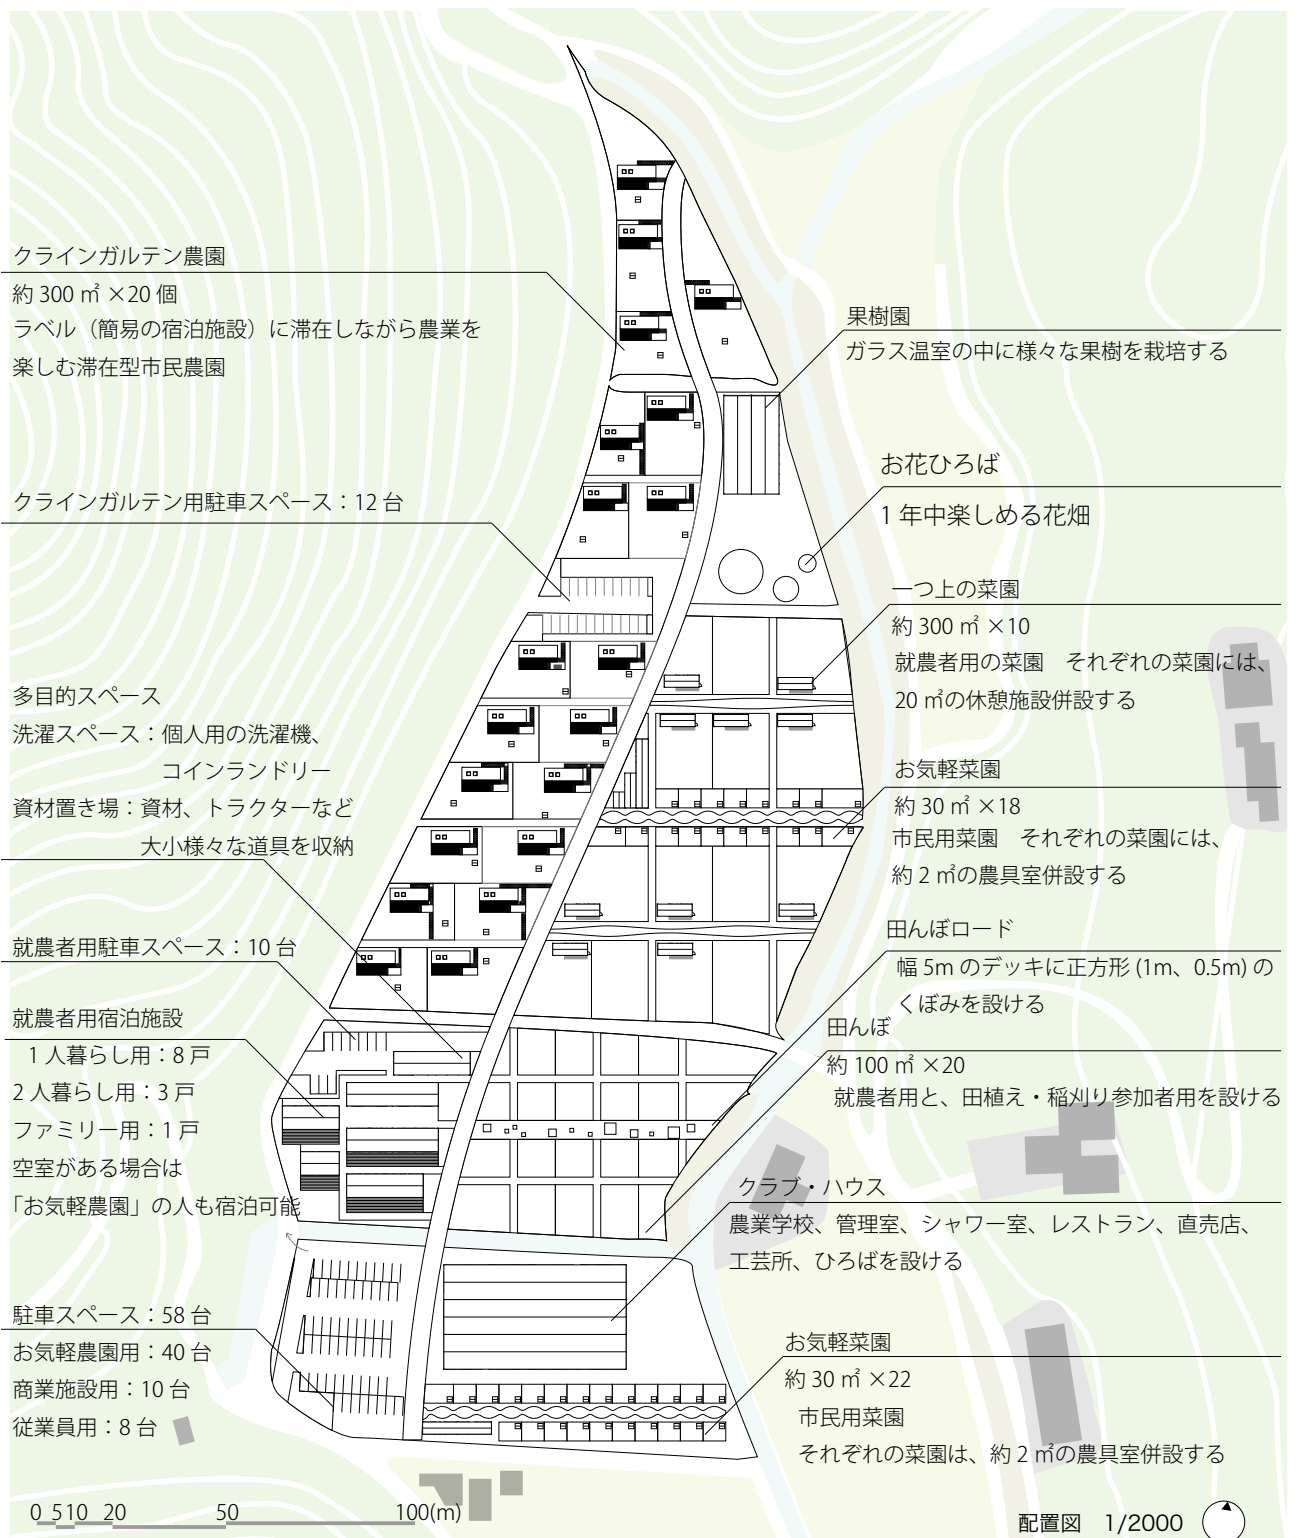 クラインガルテン農園
約 300 ㎡ ×20 個
ラベル（簡易の宿泊施設）に滞在しながら農業を
楽しむ滞在型市民農園
クラインガルテン用駐車スペース：12 台
多目的スペース
洗濯スペース：個人用の洗濯機、
コインランドリー
資材置き場：資材、トラクターなど
大小様々な道具を収納
就農者用駐車スペース：10 台
就農者用宿泊施設
1 人暮らし用：8 戸
2 人暮らし用：3 戸
ファミリー用：1 戸
空室がある場合は
「お気軽農園」の人も宿泊可能
駐車スペース：58 台
お気軽農園用：40 台
商業施設用：10 台
従業員用：8 台
果樹園
ガラス温室の中に様々な果樹を栽培する
お花ひろば
1 年中楽しめる花畑
一つ上の菜園
約 300 ㎡ ×10
就農者用の菜園　それぞれの菜園には、
20 ㎡の休憩施設併設する
お気軽菜園
約 30 ㎡ ×18
市民用菜園　それぞれの菜園には、
約 2 ㎡の農具室併設する
田んぼロード
幅 5m のデッキに正方形 (1m、0.5m) の
くぼみを設ける
田んぼ
約 100 ㎡ ×20
就農者用と、田植え・稲刈り参加者用を設ける
クラブ・ハウス
農業学校、管理室、シャワー室、レストラン、直売店、
工芸所、ひろばを設ける
お気軽菜園
約 30 ㎡ ×22
市民用菜園
それぞれの菜園は、約 2 ㎡の農具室併設する
0 5 10 20 50 100(m)
配置図　1/2000